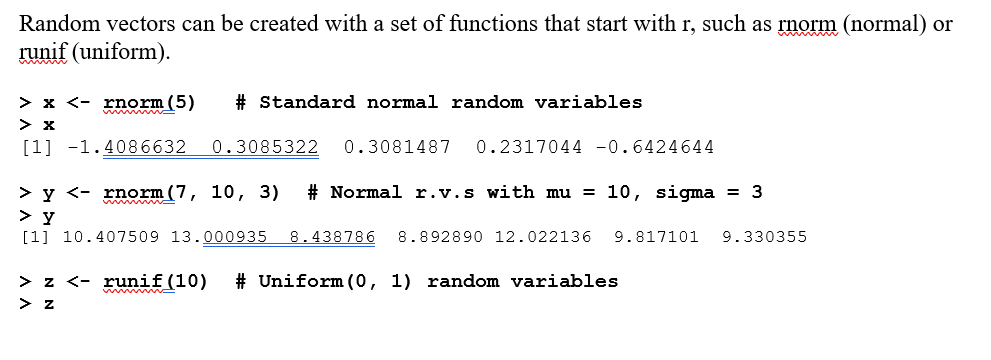 Random vectors can be created with a set of functions that start with r, such as rnorm (normal) or
runif (uniform).
> x <- rnorm(5) # Standard normal random variables
> x
[1] -1.4086632 0.3085322 0.3081487 0.2317044 -0.6424644
> y <- rnorm(7, 10, 3) # Normal r.v.s with mu = 10, sigma = 3
> y
[1] 10.407509 13.000935 8.438786 8.892890 12.022136 9.817101 9.330355
> z <- runif(10) # Uniform(0, 1) random variables
> z